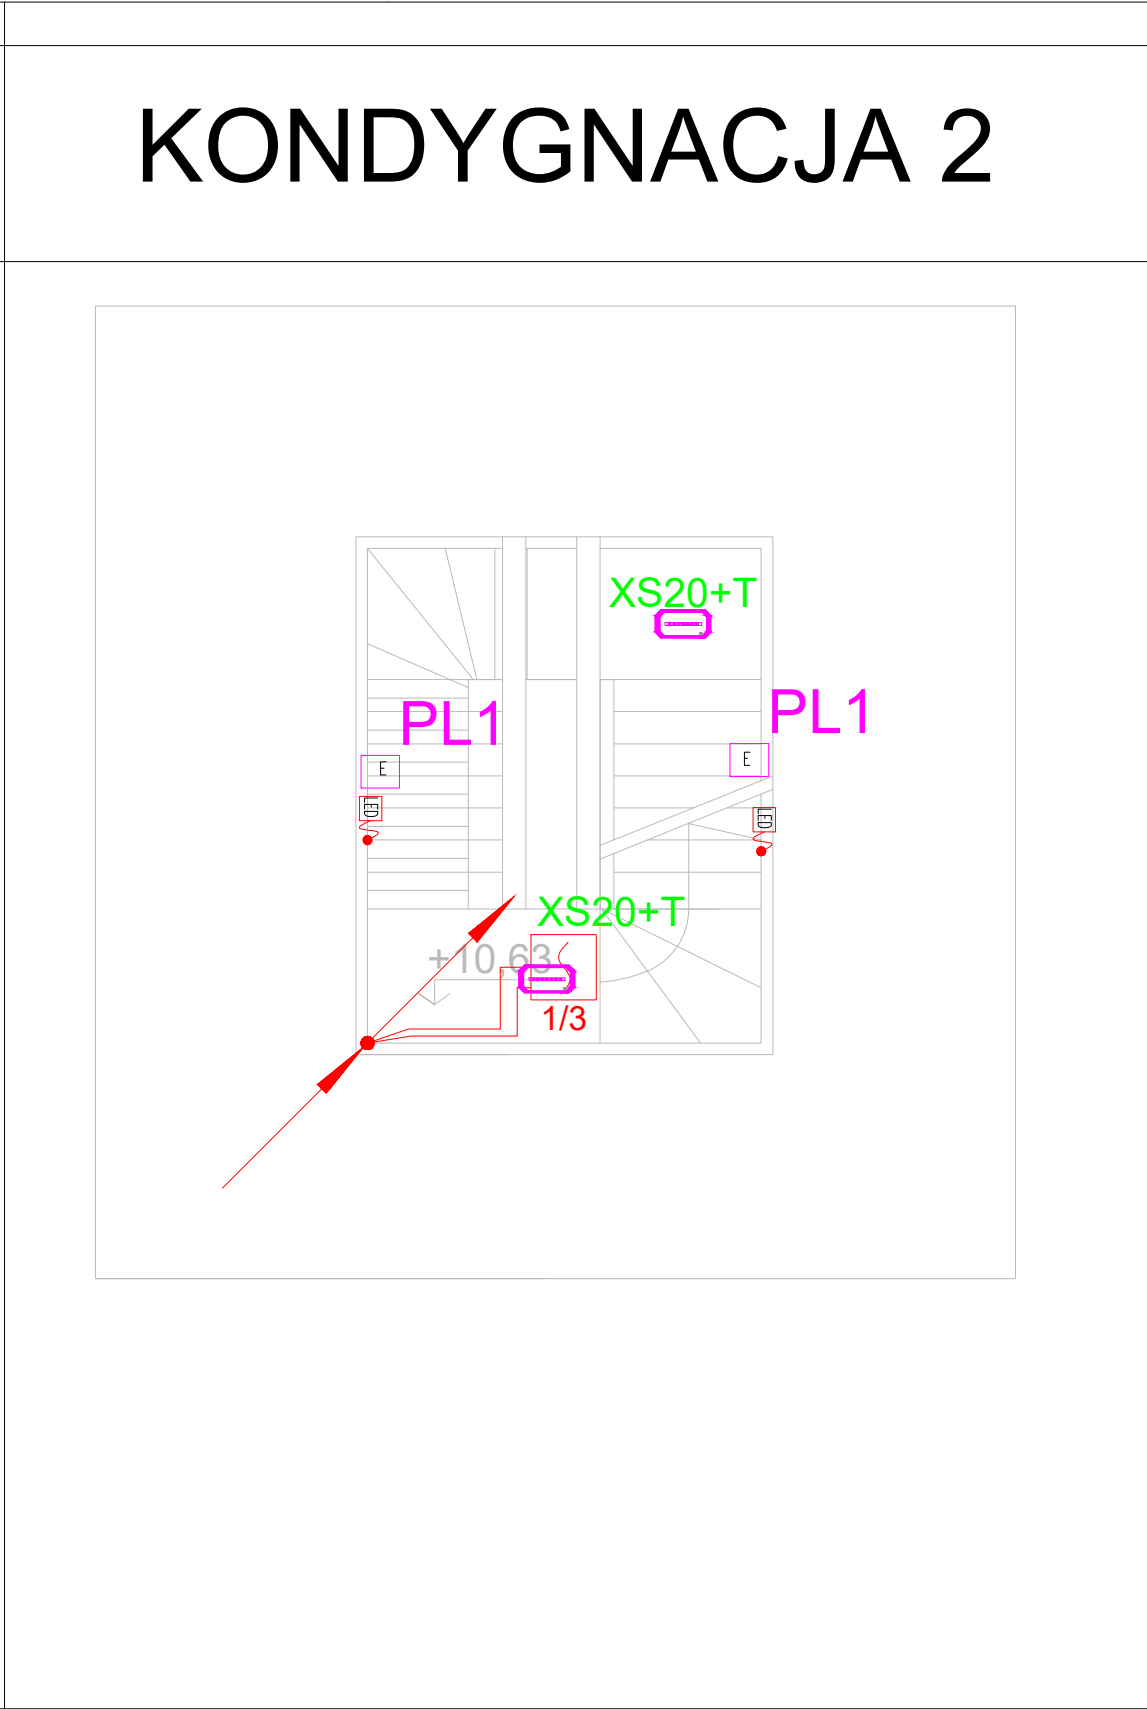 KONDYGNACJA 2
XS20+T
PL1
PL1
E
E
LED
LED
XS20+T
+10,63
1/3